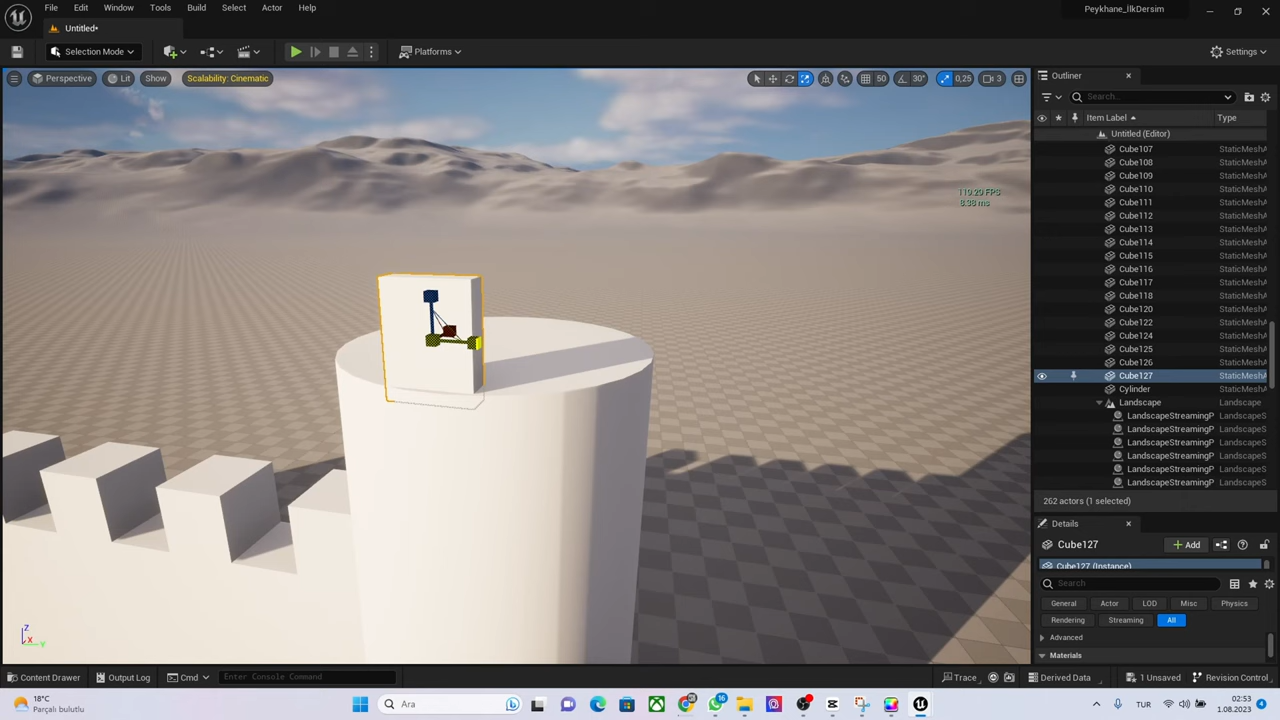 File Edit Window Tools Build Select Actor Help
Peykhane_İlkDersim
Untitled*
Selection Mode
Platforms
Settings
Perspective Lit Show Scalability: Cinematic
50 30° 0,25 3
119.29 FPS
8.38 ms
Outliner
Search...
Item Label Type
Untitled (Editor)
Cube107 StaticMeshA
Cube108 StaticMeshA
Cube109 StaticMeshA
Cube110 StaticMeshA
Cube111 StaticMeshA
Cube112 StaticMeshA
Cube113 StaticMeshA
Cube114 StaticMeshA
Cube115 StaticMeshA
Cube116 StaticMeshA
Cube117 StaticMeshA
Cube118 StaticMeshA
Cube120 StaticMeshA
Cube122 StaticMeshA
Cube124 StaticMeshA
Cube125 StaticMeshA
Cube126 StaticMeshA
Cube127 StaticMeshA
Cylinder StaticMeshA
Landscape Landscape
LandscapeStreamingP LandscapeS
LandscapeStreamingP LandscapeS
LandscapeStreamingP LandscapeS
LandscapeStreamingP LandscapeS
LandscapeStreamingP LandscapeS
LandscapeStreamingP LandscapeS
262 actors (1 selected)
Details
Cube127
+ Add
Cube127 (Instance)
Search
General Actor LOD Misc Physics
Rendering Streaming All
Advanced
Materials
Z
X
Y
Content Drawer Output Log Cmd Enter Console Command
Trace Derived Data 1 Unsaved Revision Control
18°C
Parçalı bulutlu
Ara
16
TUR
02:53
1.08.2023